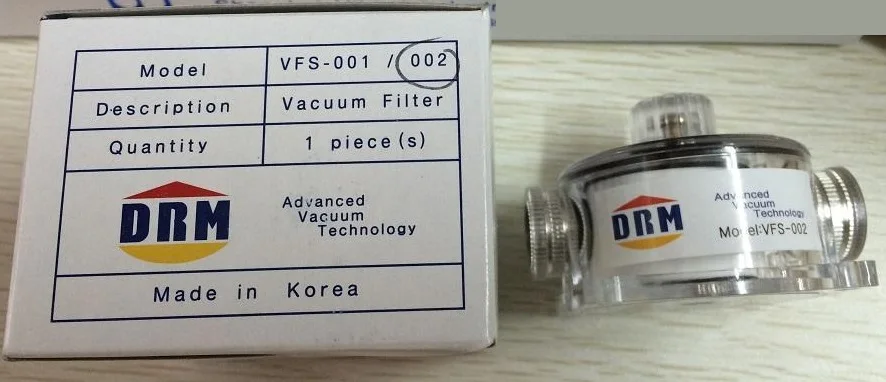 Model VFS-001 / 002
Description Vacuum Filter
Quantity 1 piece(s)
DRM
Advanced
Vacuum
Technology
Made in Korea
DRM
Advanced
Vacuum
Technology
Model:VFS-002